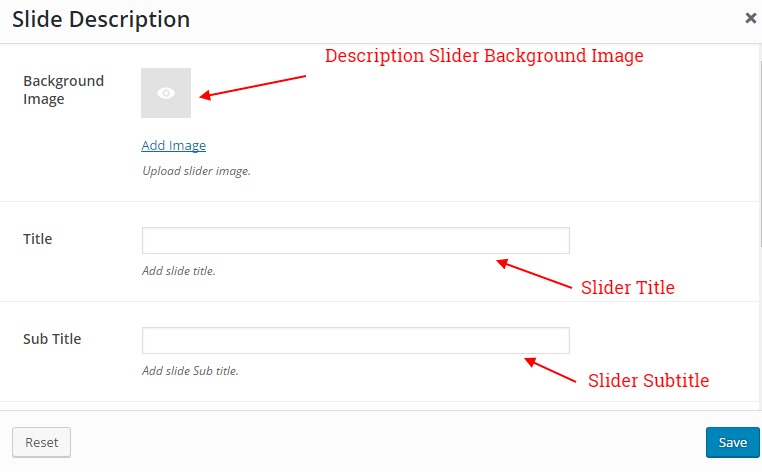 Slide Description
Description Slider Background Image
Background
Image
Add Image
Upload slider image.
Title
Add slide title.
Slider Title
Sub Title
Add slide Sub title.
Slider Subtitle
Reset
Save